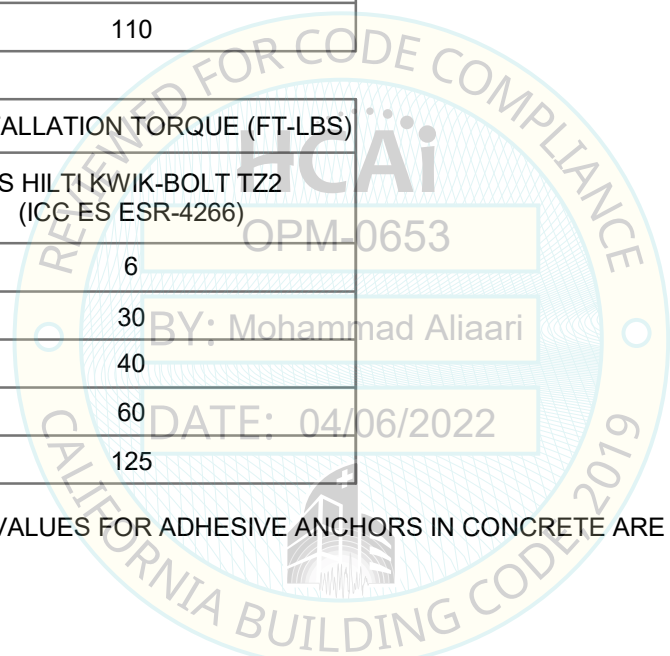 110
ALLATION TORQUE (FT-LBS)
S HILTI KWIK-BOLT TZ2
(ICC ES ESR-4266)
6
30
40
60
125
VALUES FOR ADHESIVE ANCHORS IN CONCRETE ARE
REVIEWED FOR CODE COMPLIANCE
HCAi
OPM-0653
BY: Mohammad Aliaari
DATE: 04/06/2022
CALIFORNIA BUILDING CODE, 2019